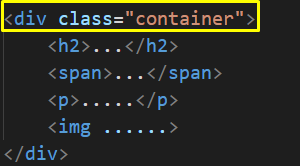 <div class="container">
<h2>...</h2>
<span>...</span>
<p>.....</p>
<img ......>
</div>